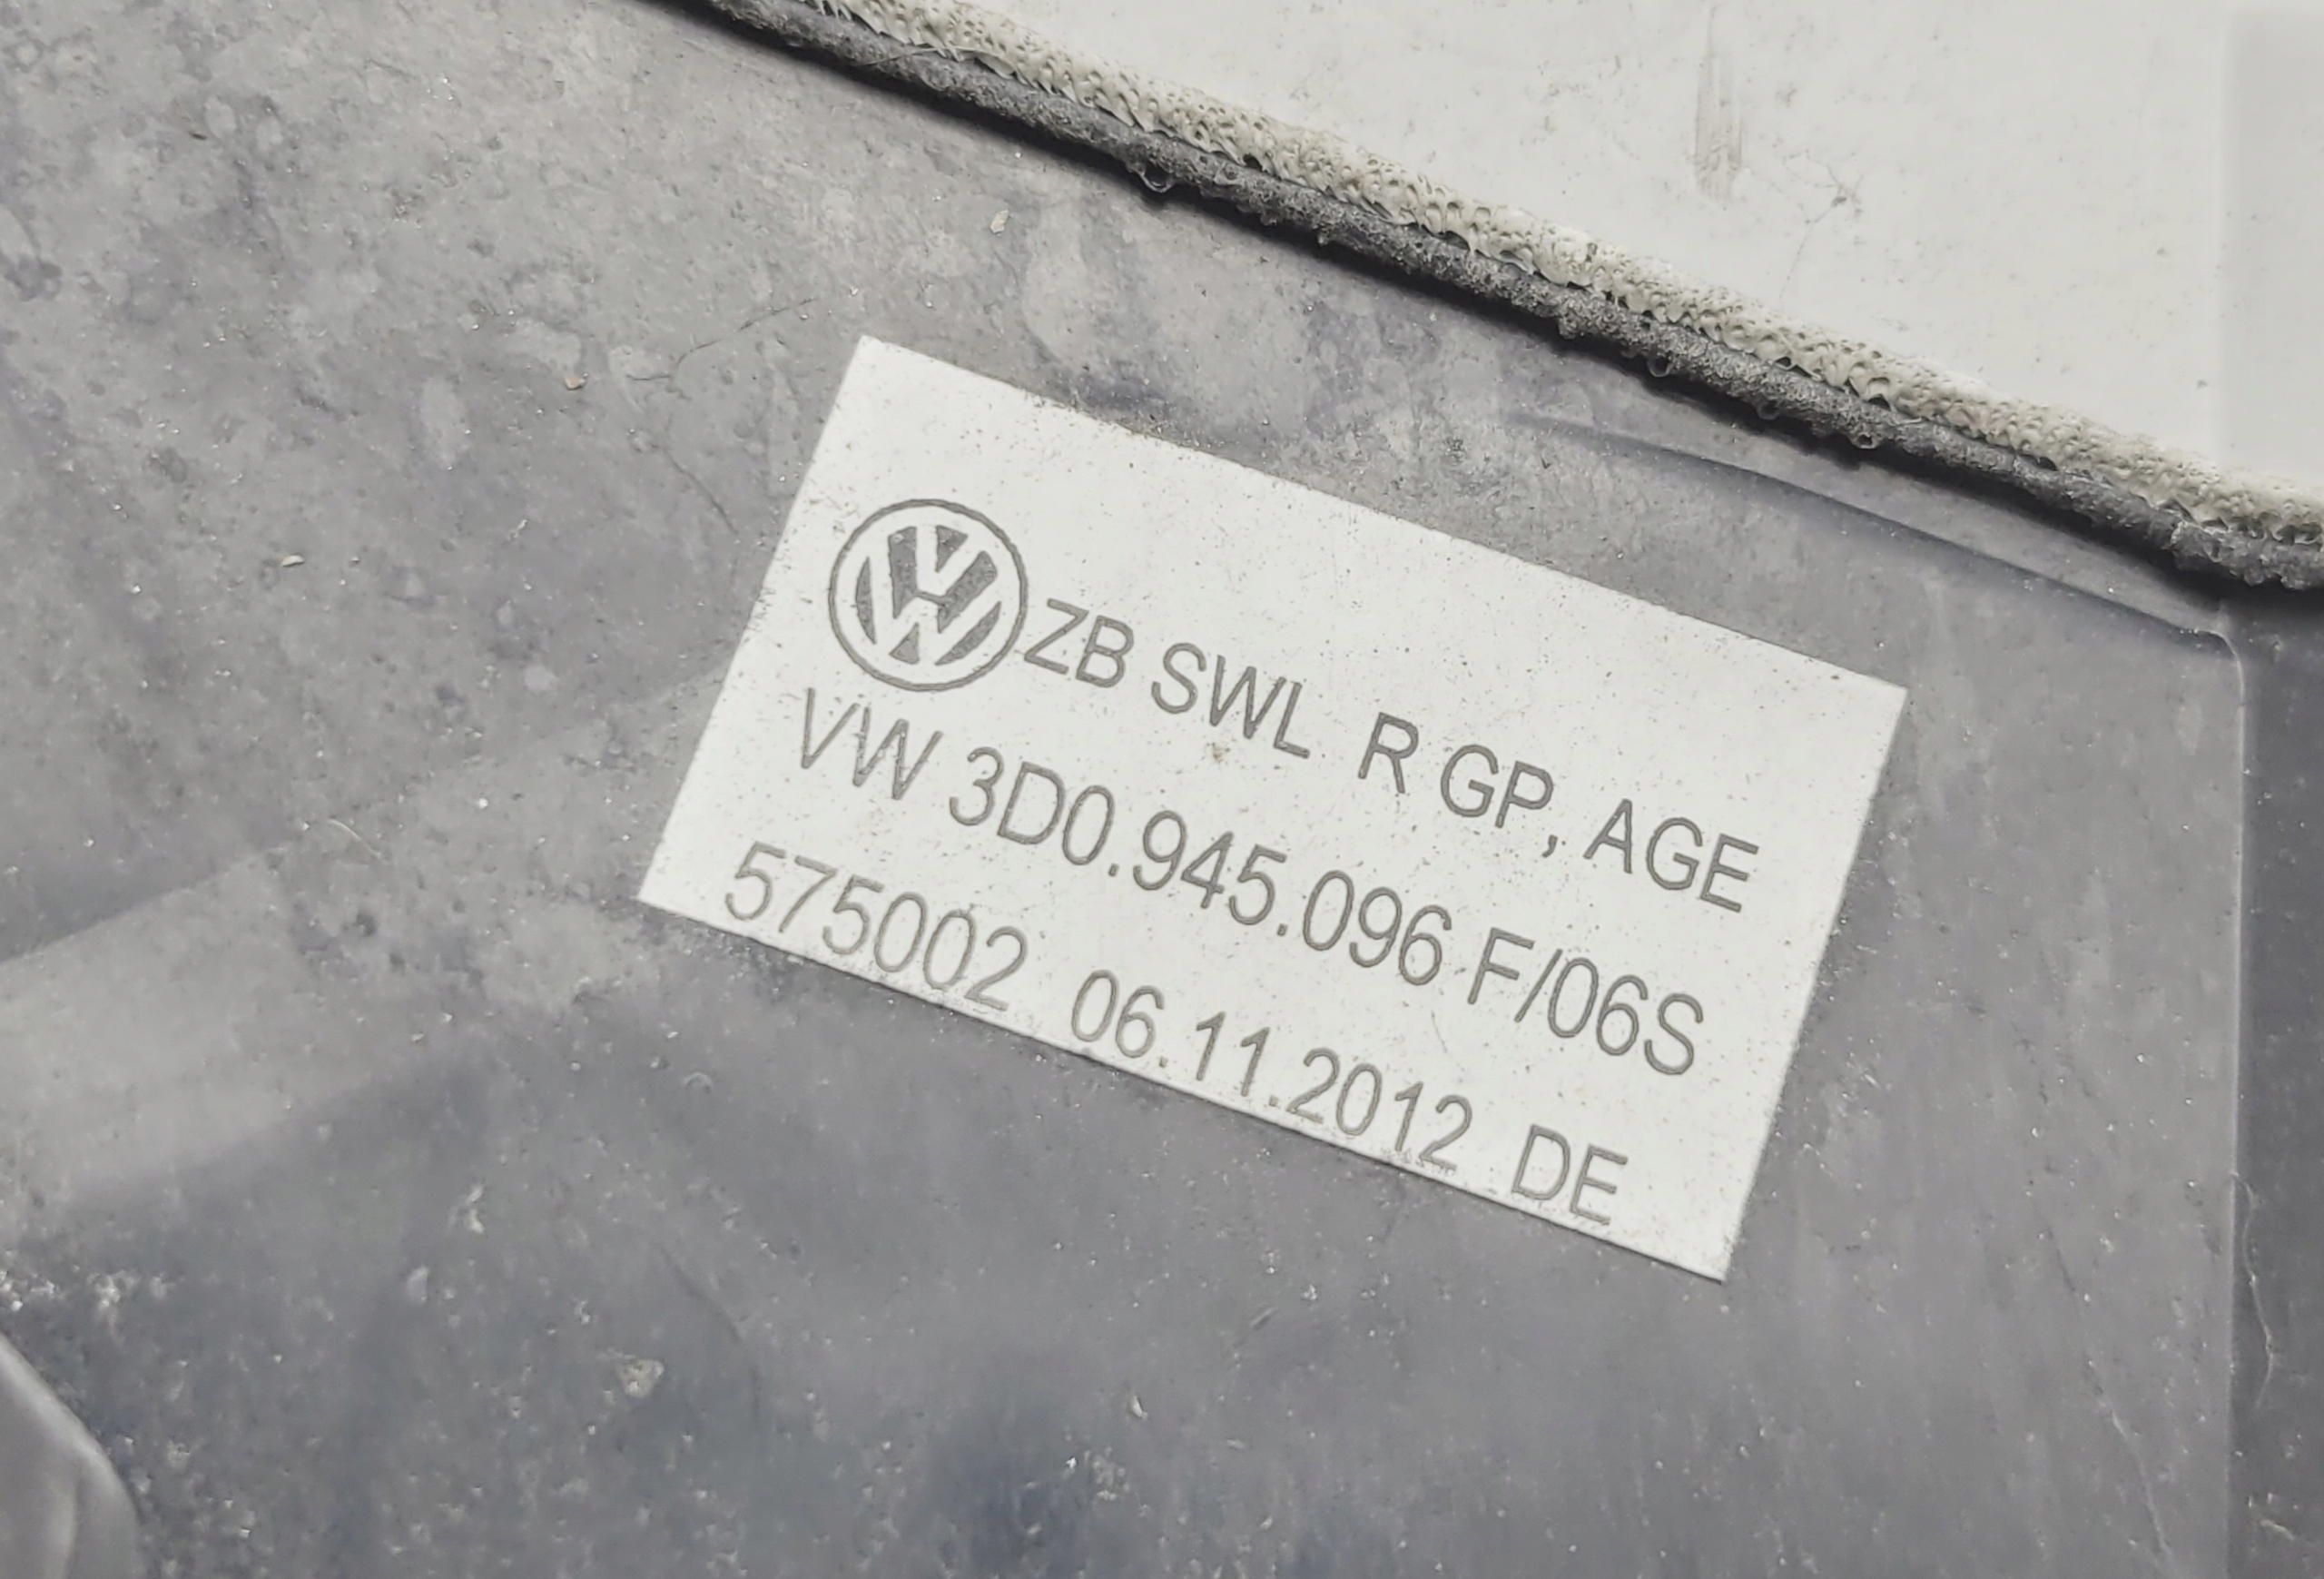 ZB SWL R GP, AGE
VW 3D0.945.096 F/06S
575002 06.11.2012 DE